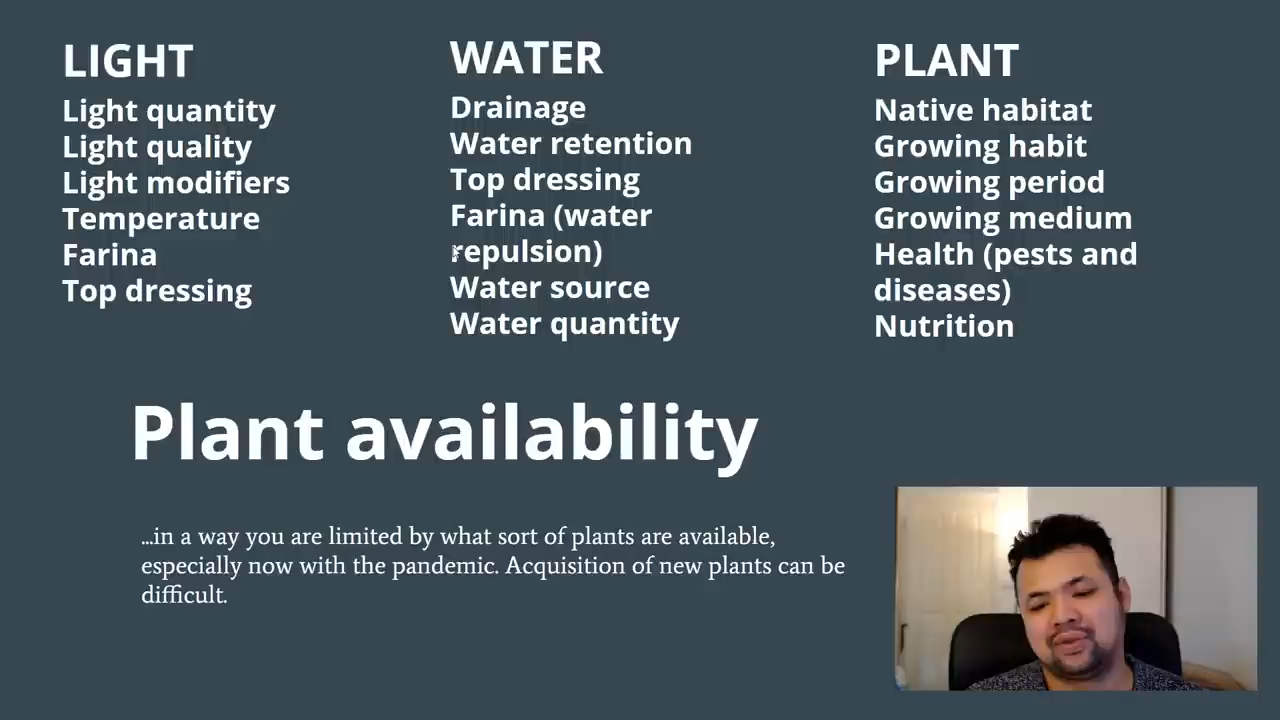 LIGHT
Light quantity
Light quality
Light modifiers
Temperature
Farina
Top dressing
WATER
Drainage
Water retention
Top dressing
Farina (water
repulsion)
Water source
Water quantity
PLANT
Native habitat
Growing habit
Growing period
Growing medium
Health (pests and
diseases)
Nutrition
Plant availability
...in a way you are limited by what sort of plants are available,
especially now with the pandemic. Acquisition of new plants can be
difficult.